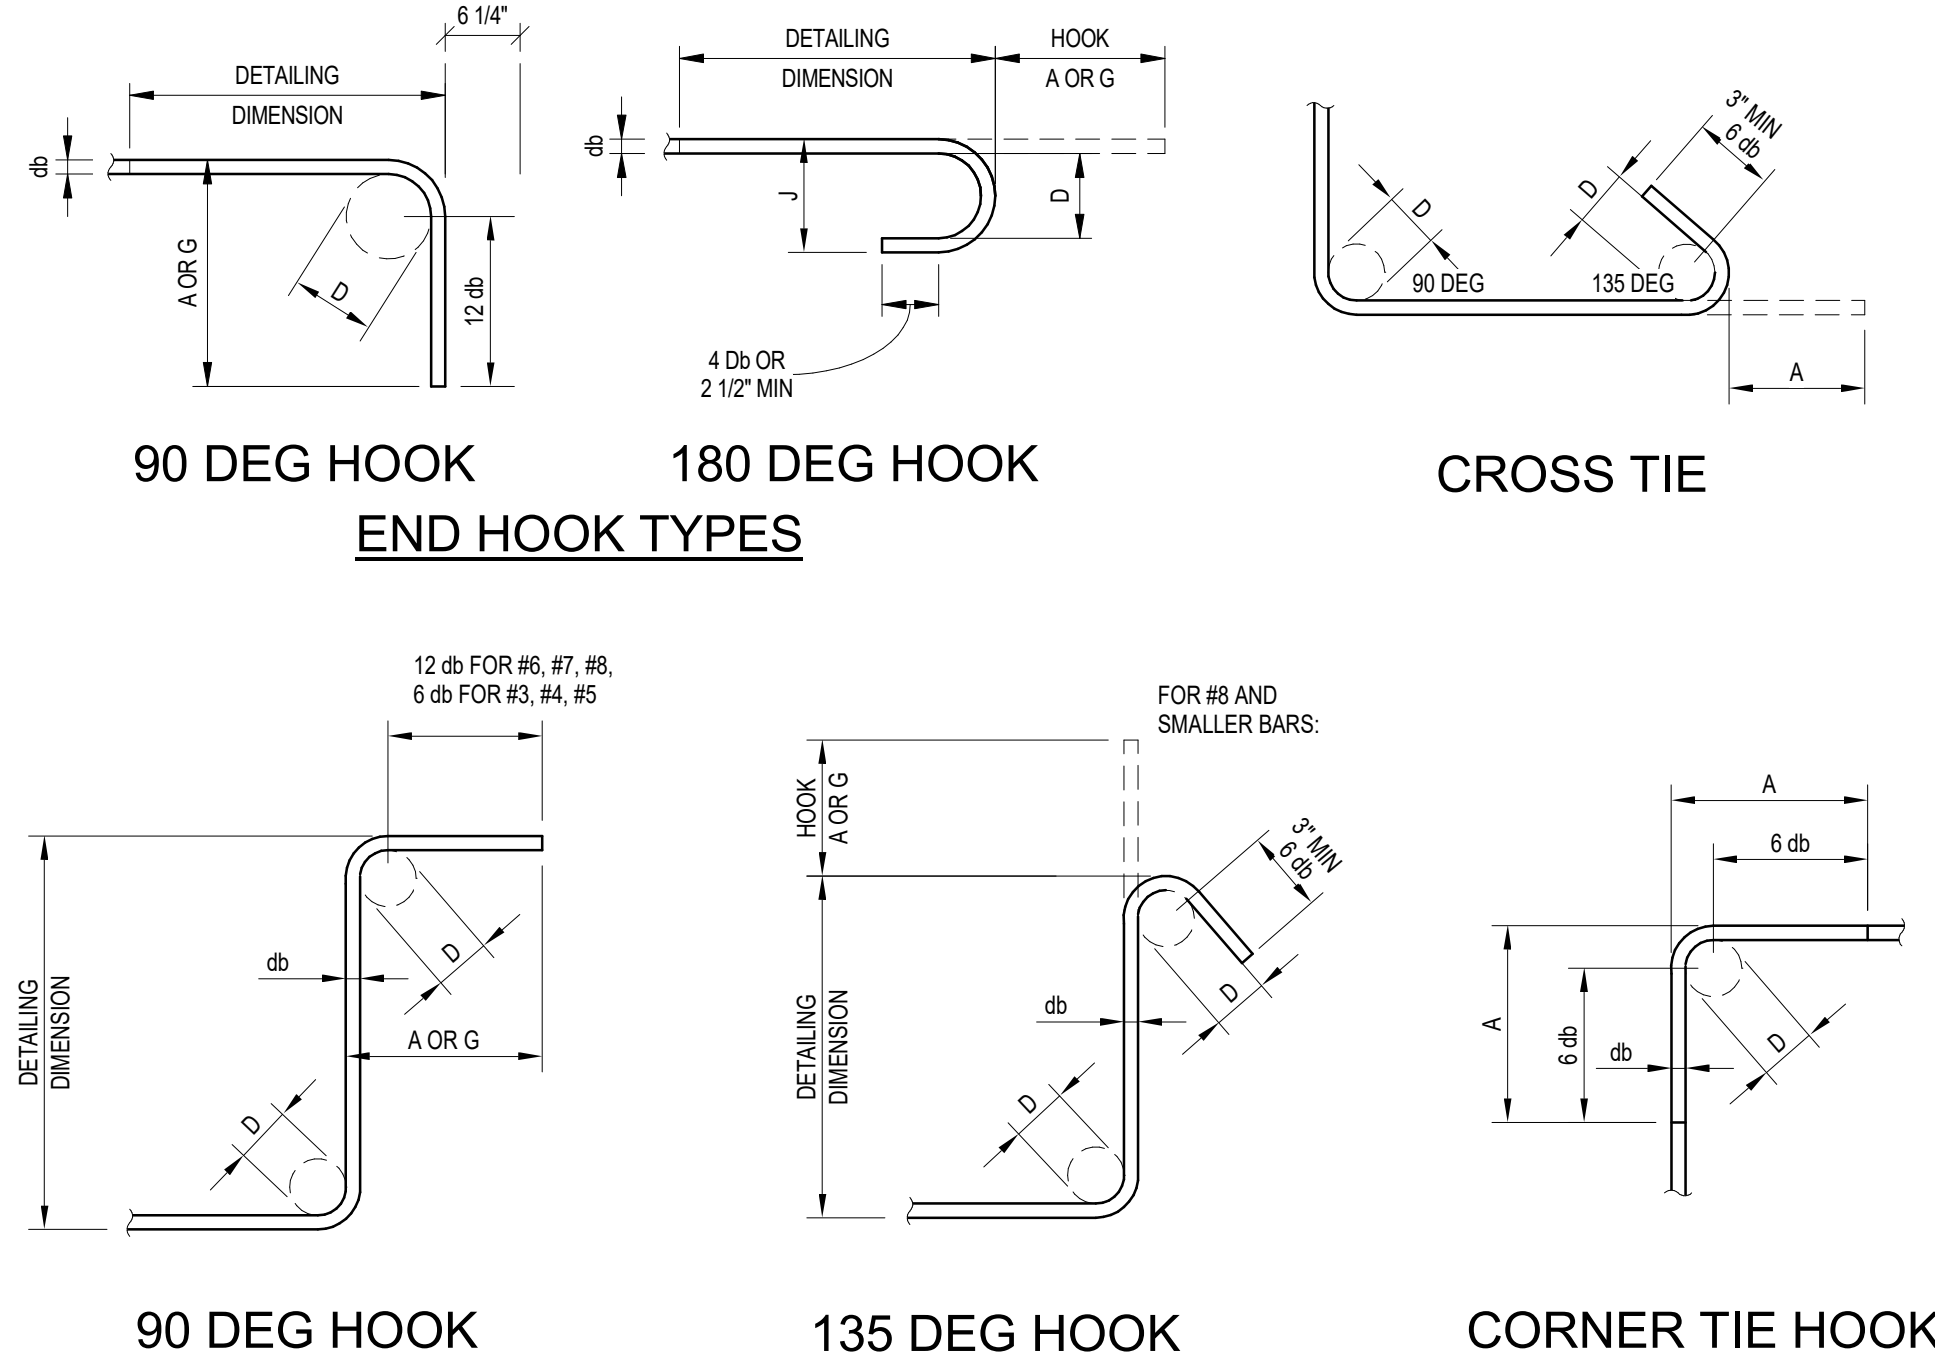 6 1/4"
DETAILING
DIMENSION
db
A OR G
D
12 db
90 DEG HOOK
DETAILING
DIMENSION
HOOK
A OR G
db
J
D
4 Db OR
2 1/2" MIN
180 DEG HOOK
END HOOK TYPES
3" MIN
6 db
D
D
90 DEG
135 DEG
A
CROSS TIE
12 db FOR #6, #7, #8,
6 db FOR #3, #4, #5
DETAILING
DIMENSION
db
D
A OR G
D
90 DEG HOOK
FOR #8 AND
SMALLER BARS:
HOOK
A OR G
3" MIN
6 db
DETAILING
DIMENSION
db
D
D
135 DEG HOOK
A
6 db
A
6 db
db
D
CORNER TIE HOOK